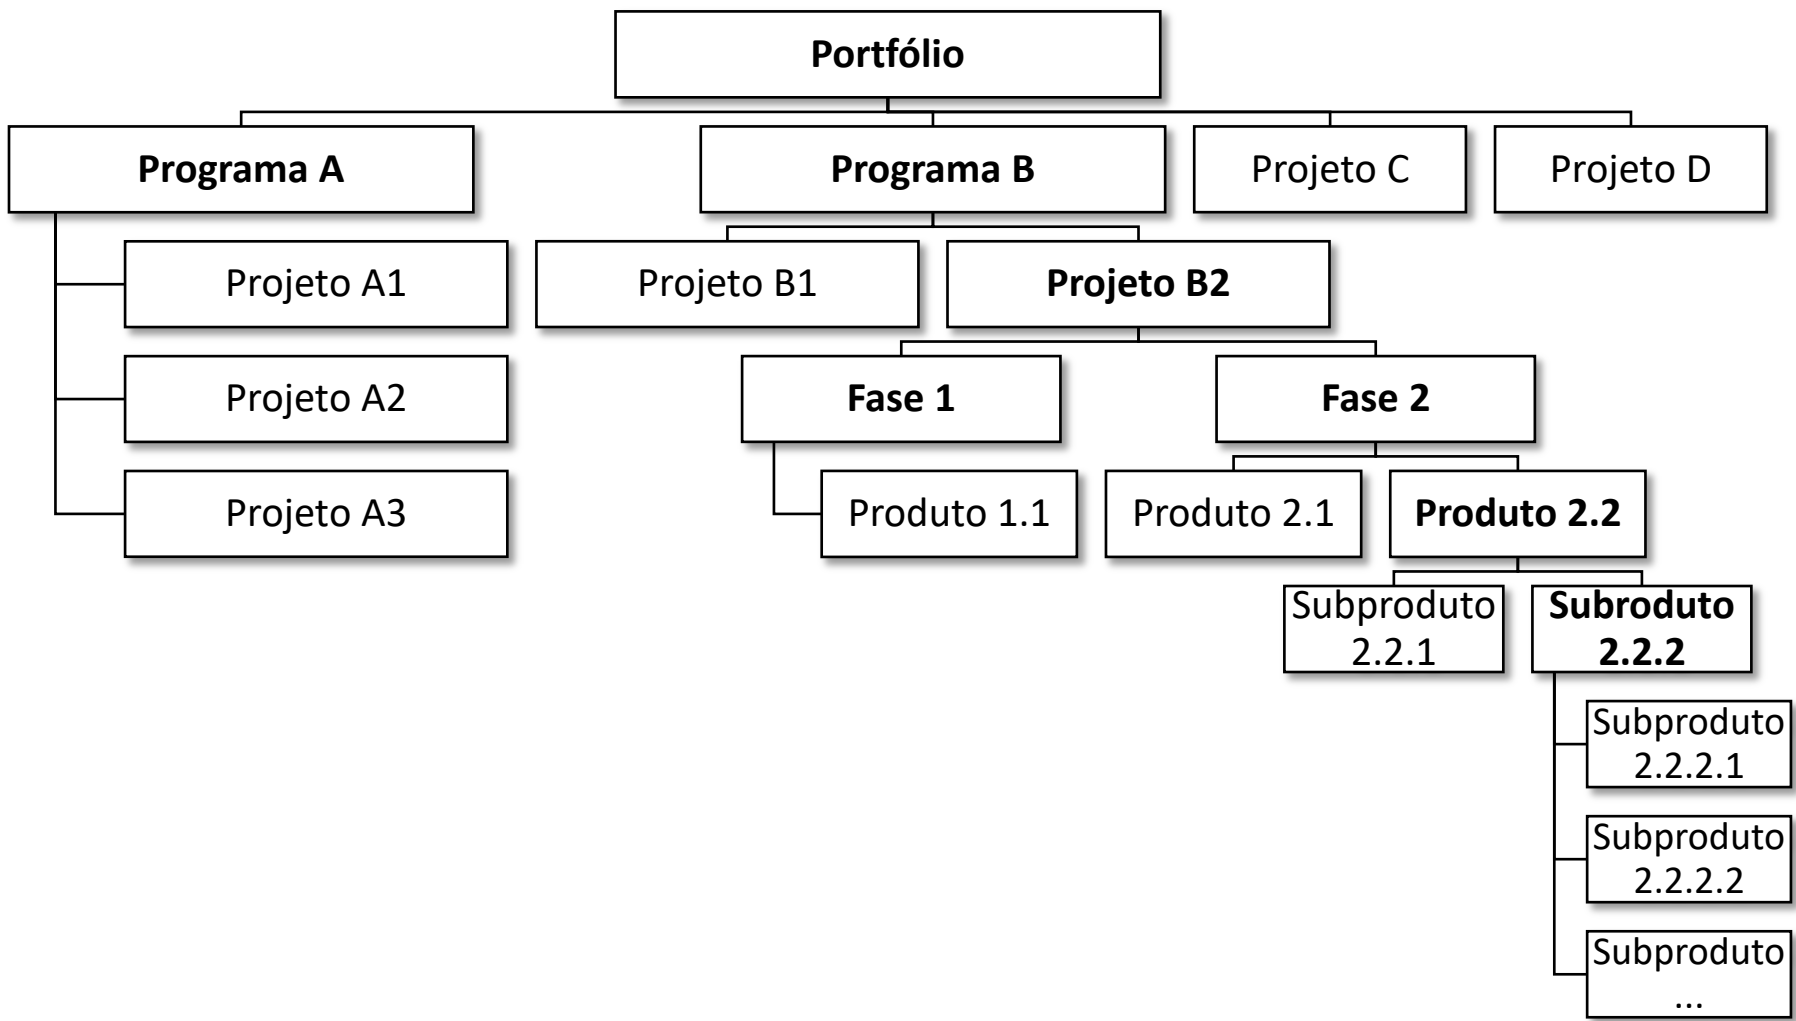 Portfólio
Programa A
Programa B
Projeto C
Projeto D
Projeto A1
Projeto B1
Projeto B2
Projeto A2
Fase 1
Fase 2
Projeto A3
Produto 1.1
Produto 2.1
Produto 2.2
Subproduto
2.2.1
Subroduto
2.2.2
Subproduto
2.2.2.1
Subproduto
2.2.2.2
Subproduto
...